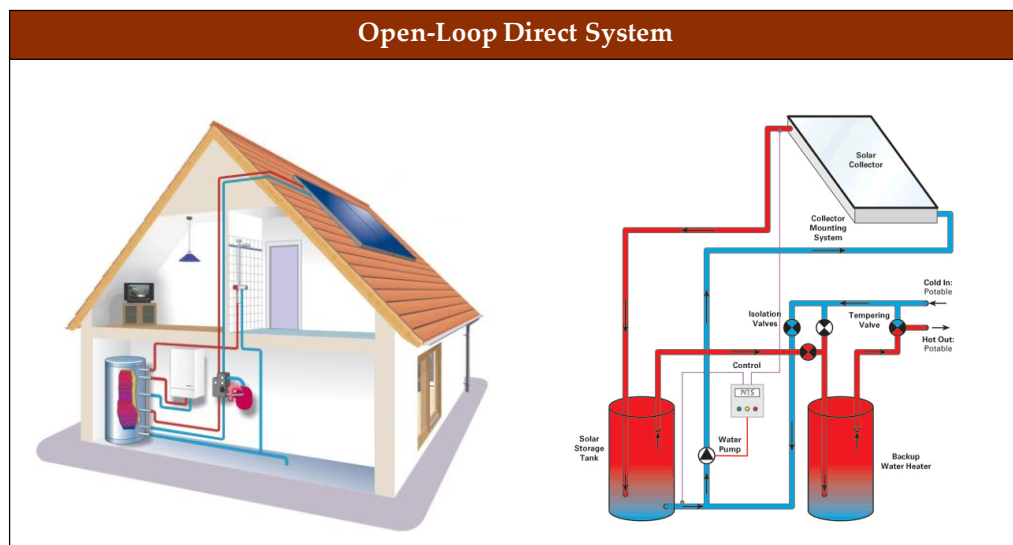 Open-Loop Direct System
Solar
Collector
Collector
Mounting
System
Cold In:
Potable
Isolation
Valves
Tempering
Valve
Hot Out:
Potable
Control
Solar
Storage
Tank
Water
Pump
Backup
Water Heater